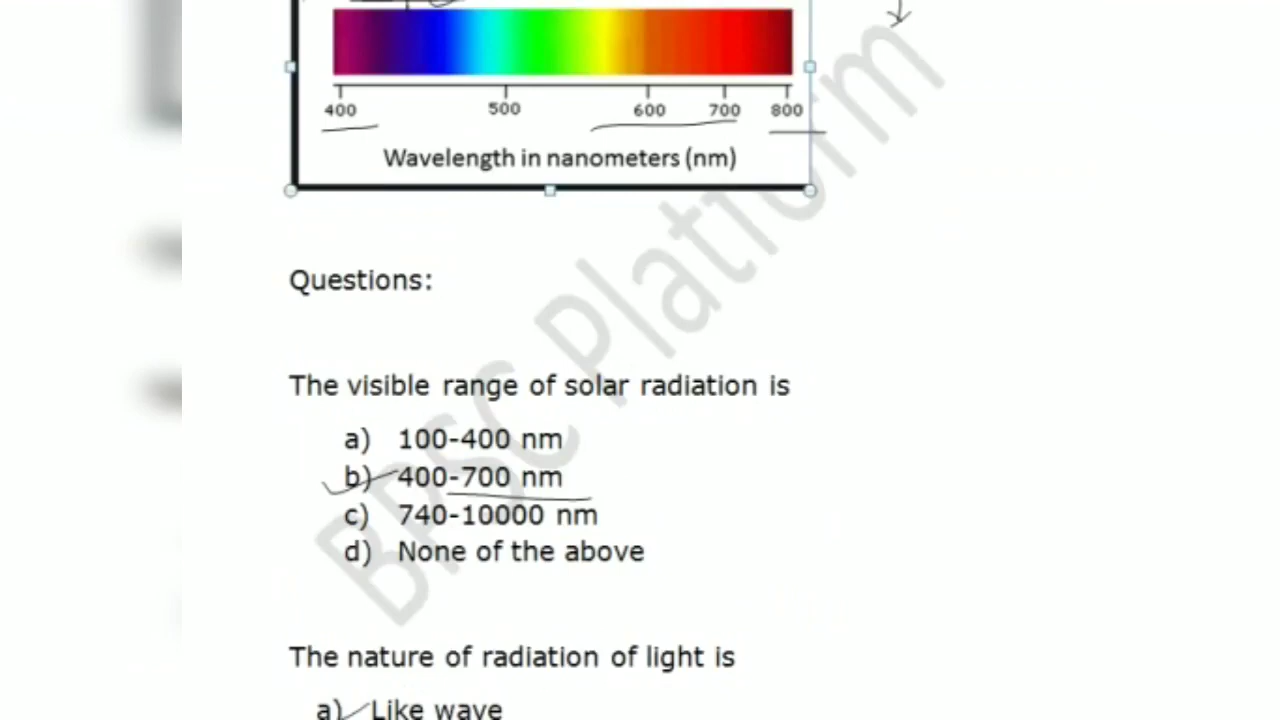 400 500 600 700 800
Wavelength in nanometers (nm)
BPSC Platform
Questions:
The visible range of solar radiation is
a) 100-400 nm
b) 400-700 nm
c) 740-10000 nm
d) None of the above
The nature of radiation of light is
a) Like wave